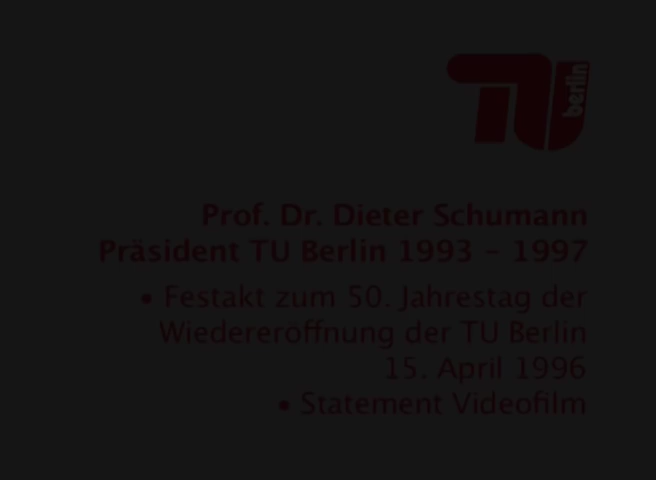 TU
berlin
Prof. Dr. Dieter Schumann
Präsident TU Berlin 1993 – 1997
• Festakt zum 50. Jahrestag der
Wiedereröffnung der TU Berlin
15. April 1996
• Statement Videofilm